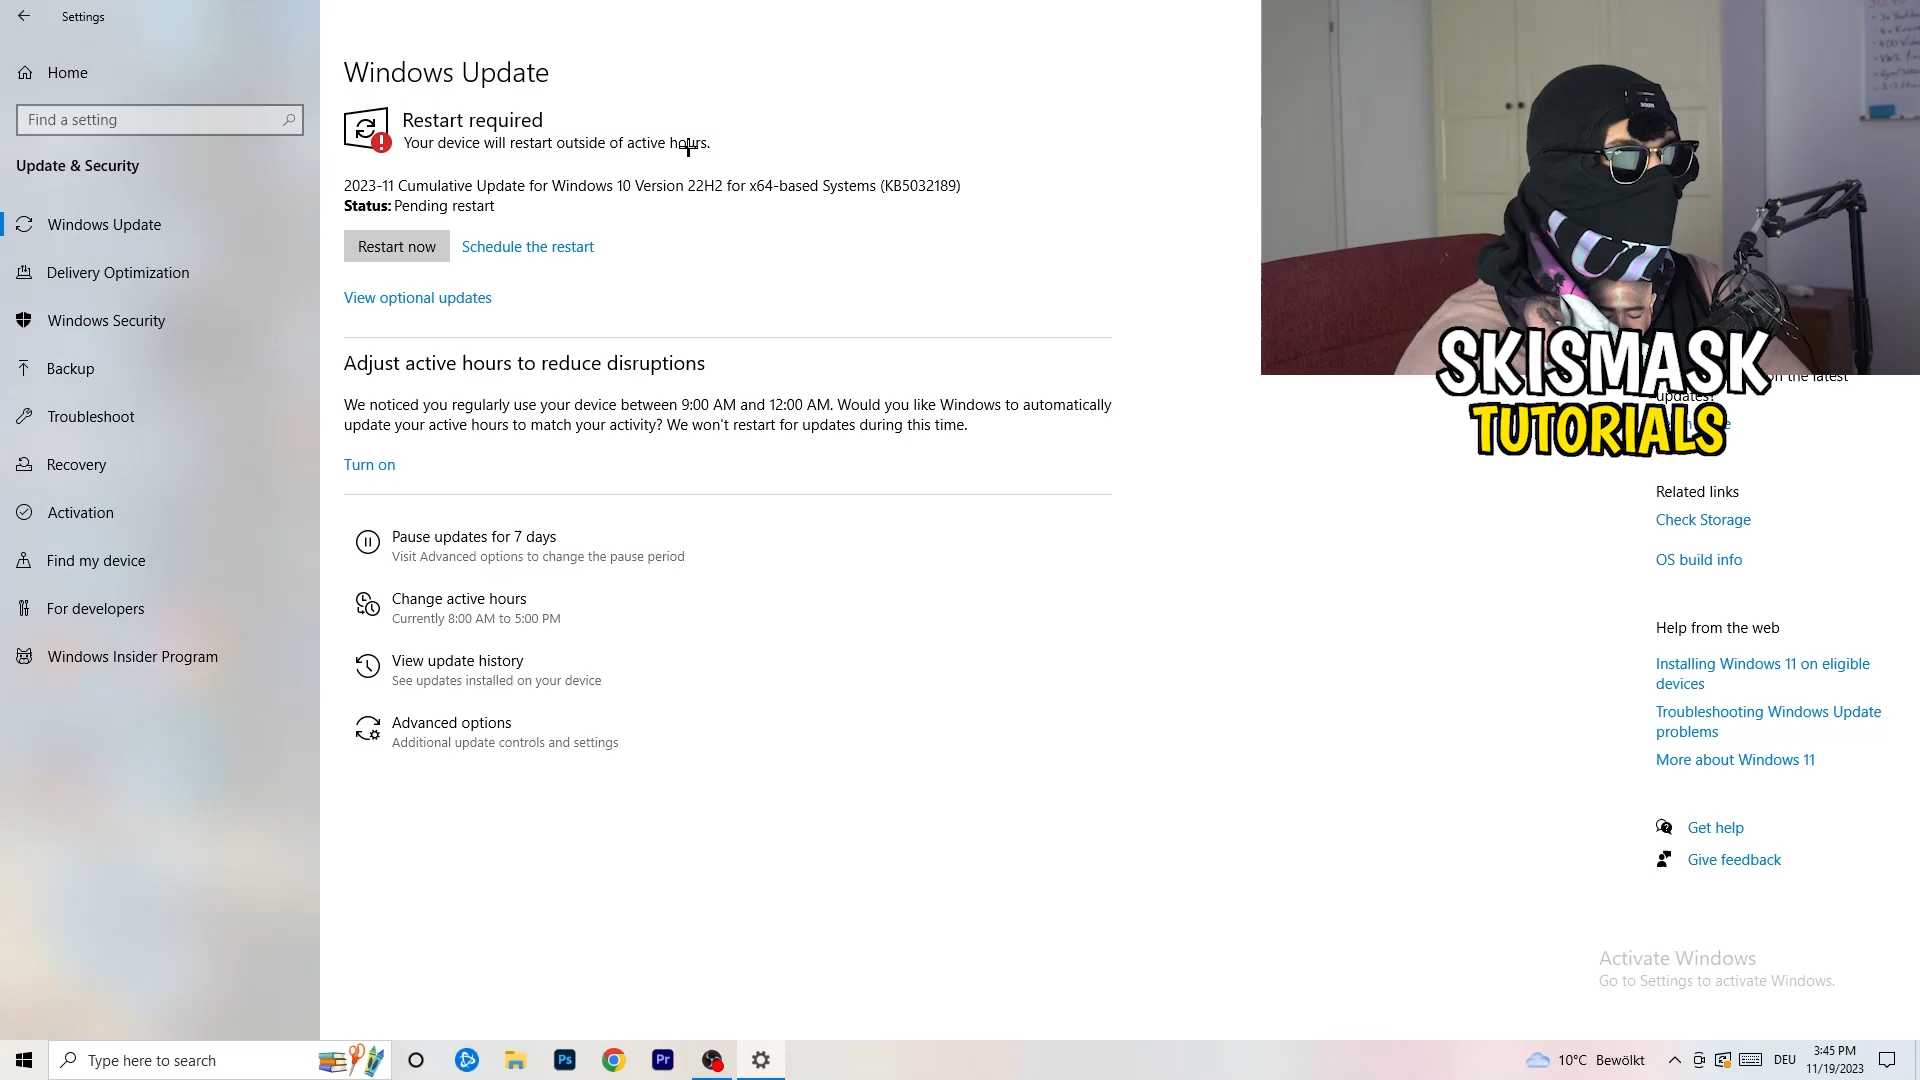 Settings
Home
Find a setting
Update & Security
Windows Update
Delivery Optimization
Windows Security
Backup
Troubleshoot
Recovery
Activation
Find my device
For developers
Windows Insider Program
Windows Update
Restart required
Your device will restart outside of active hours.
2023-11 Cumulative Update for Windows 10 Version 22H2 for x64-based Systems (KB5032189)
Status: Pending restart
Restart now
Schedule the restart
View optional updates
Adjust active hours to reduce disruptions
We noticed you regularly use your device between 9:00 AM and 12:00 AM. Would you like Windows to automatically
update your active hours to match your activity? We won't restart for updates during this time.
Turn on
Pause updates for 7 days
Visit Advanced options to change the pause period
Change active hours
Currently 8:00 AM to 5:00 PM
View update history
See updates installed on your device
Advanced options
Additional update controls and settings
SKISMASK
TUTORIALS
on the latest
updates?
Related links
Check Storage
OS build info
Help from the web
Installing Windows 11 on eligible
devices
Troubleshooting Windows Update
problems
More about Windows 11
Get help
Give feedback
Activate Windows
Go to Settings to activate Windows.
Type here to search
Ps
Pr
10°C Bewölkt
DEU
3:45 PM
11/19/2023